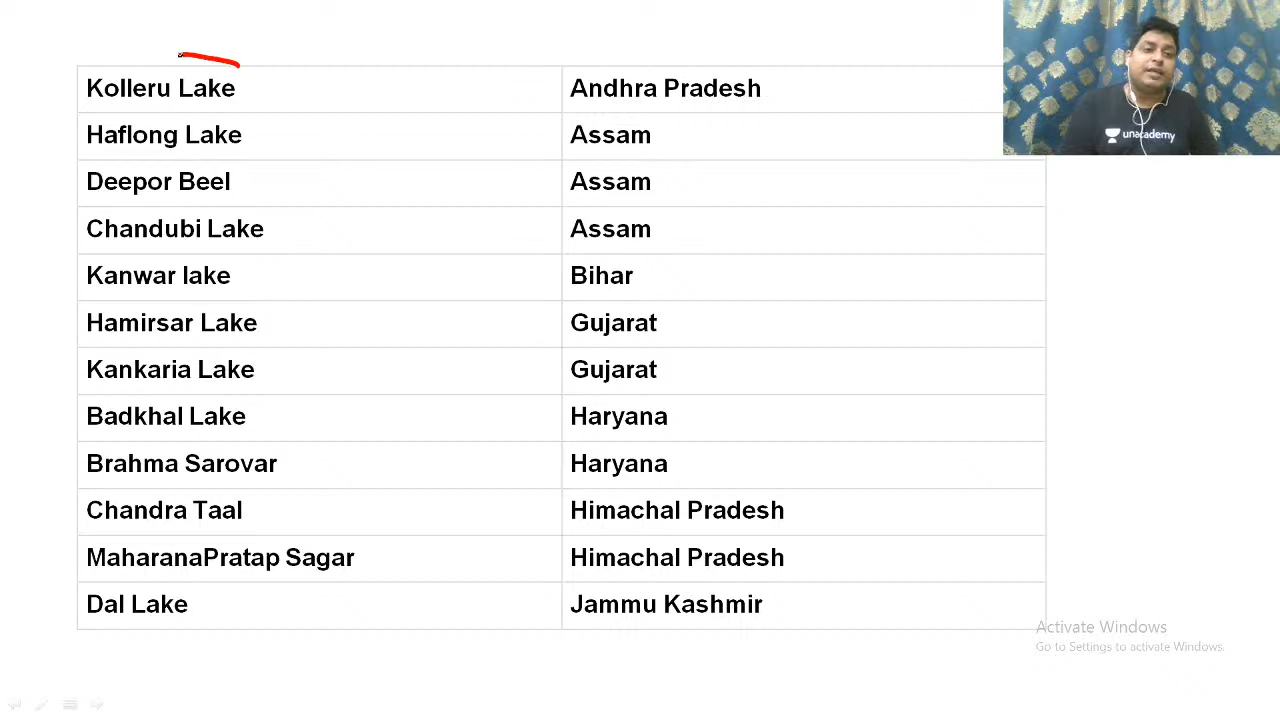 Kolleru Lake Andhra Pradesh
Haflong Lake Assam
Deepor Beel Assam
Chandubi Lake Assam
Kanwar lake Bihar
Hamirsar Lake Gujarat
Kankaria Lake Gujarat
Badkhal Lake Haryana
Brahma Sarovar Haryana
Chandra Taal Himachal Pradesh
MaharanaPratap Sagar Himachal Pradesh
Dal Lake Jammu Kashmir
unacademy
Activate Windows
Go to Settings to activate Windows.